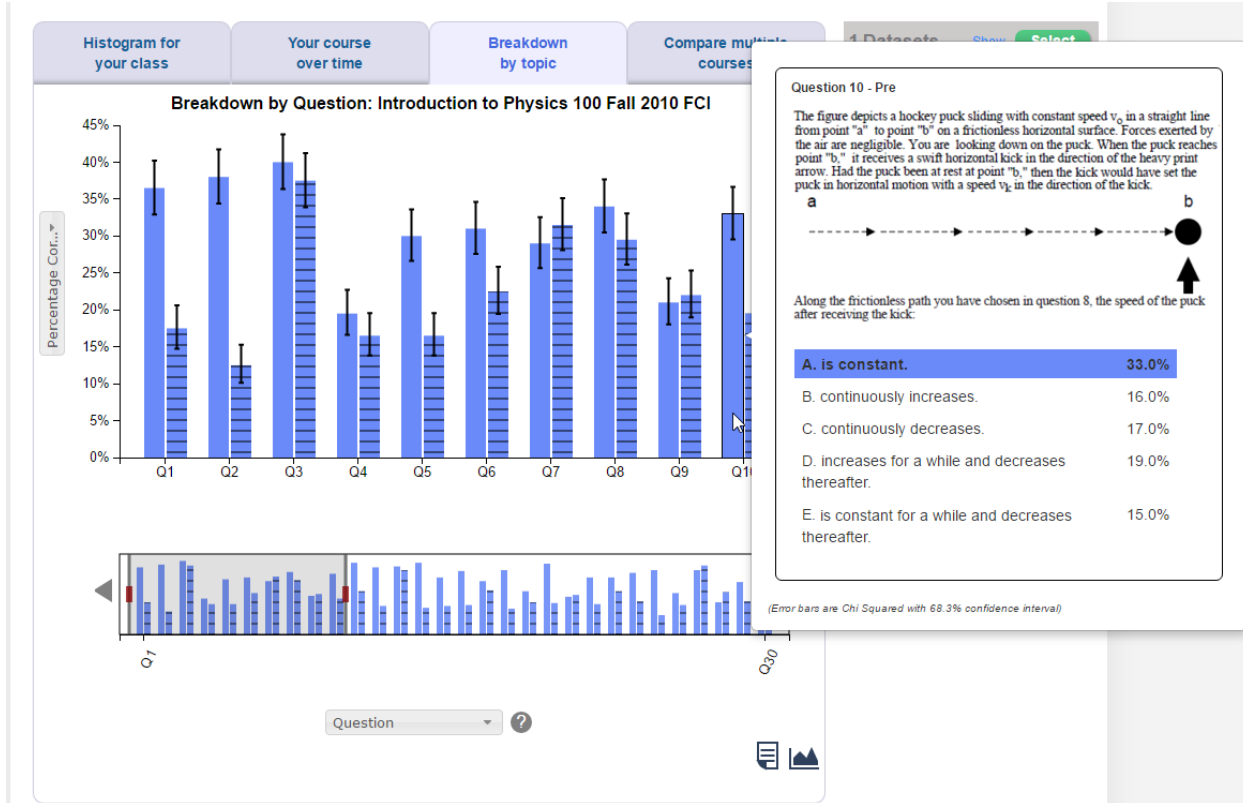 Histogram for
your class
Your course
over time
Breakdown
by topic
Compare multiple
courses
1 Datasets
Show
Select
Breakdown by Question: Introduction to Physics 100 Fall 2010 FCI
Percentage Cor...
45%
40%
35%
30%
25%
20%
15%
10%
5%
0%
Q1
Q2
Q3
Q4
Q5
Q6
Q7
Q8
Q9
Q10
Question 10 - Pre
The figure depicts a hockey puck sliding with constant speed vo in a straight line
from point "a" to point "b" on a frictionless horizontal surface. Forces exerted by
the air are negligible. You are looking down on the puck. When the puck reaches
point "b," it receives a swift horizontal kick in the direction of the heavy print
arrow. Had the puck been at rest at point "b," then the kick would have set the
puck in horizontal motion with a speed vk in the direction of the kick.
a
b
Along the frictionless path you have chosen in question 8, the speed of the puck
after receiving the kick:
A. is constant. 33.0%
B. continuously increases. 16.0%
C. continuously decreases. 17.0%
D. increases for a while and decreases 19.0%
thereafter.
E. is constant for a while and decreases 15.0%
thereafter.
(Error bars are Chi Squared with 68.3% confidence interval)
Q1
Q30
Question
?